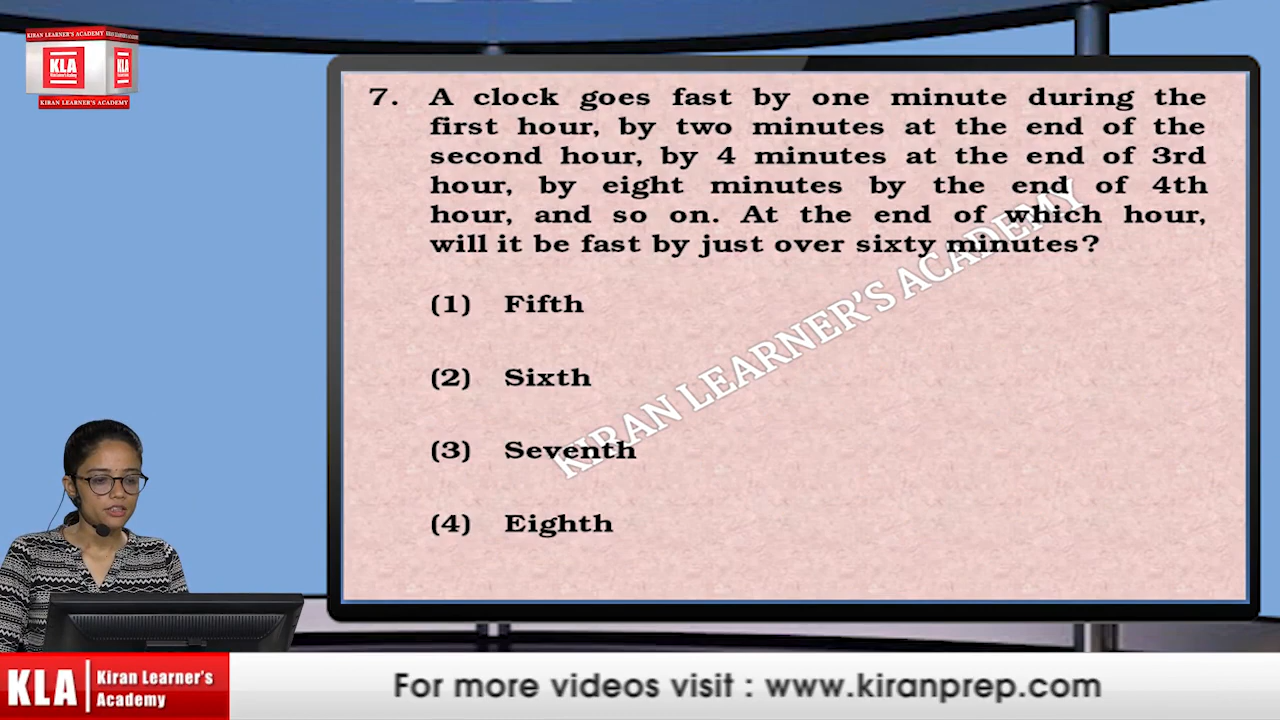 KIRAN LEARNER'S ACADEMY
KLA
Kiran Learner's Academy
KLA
KIRAN LEARNER'S ACADEMY
7. A clock goes fast by one minute during the
first hour, by two minutes at the end of the
second hour, by 4 minutes at the end of 3rd
hour, by eight minutes by the end of 4th
hour, and so on. At the end of which hour,
will it be fast by just over sixty minutes?
(1) Fifth
(2) Sixth
(3) Seventh
(4) Eighth
KIRAN LEARNER'S ACADEMY
KLA
Kiran Learner's
Academy
For more videos visit : www.kiranprep.com